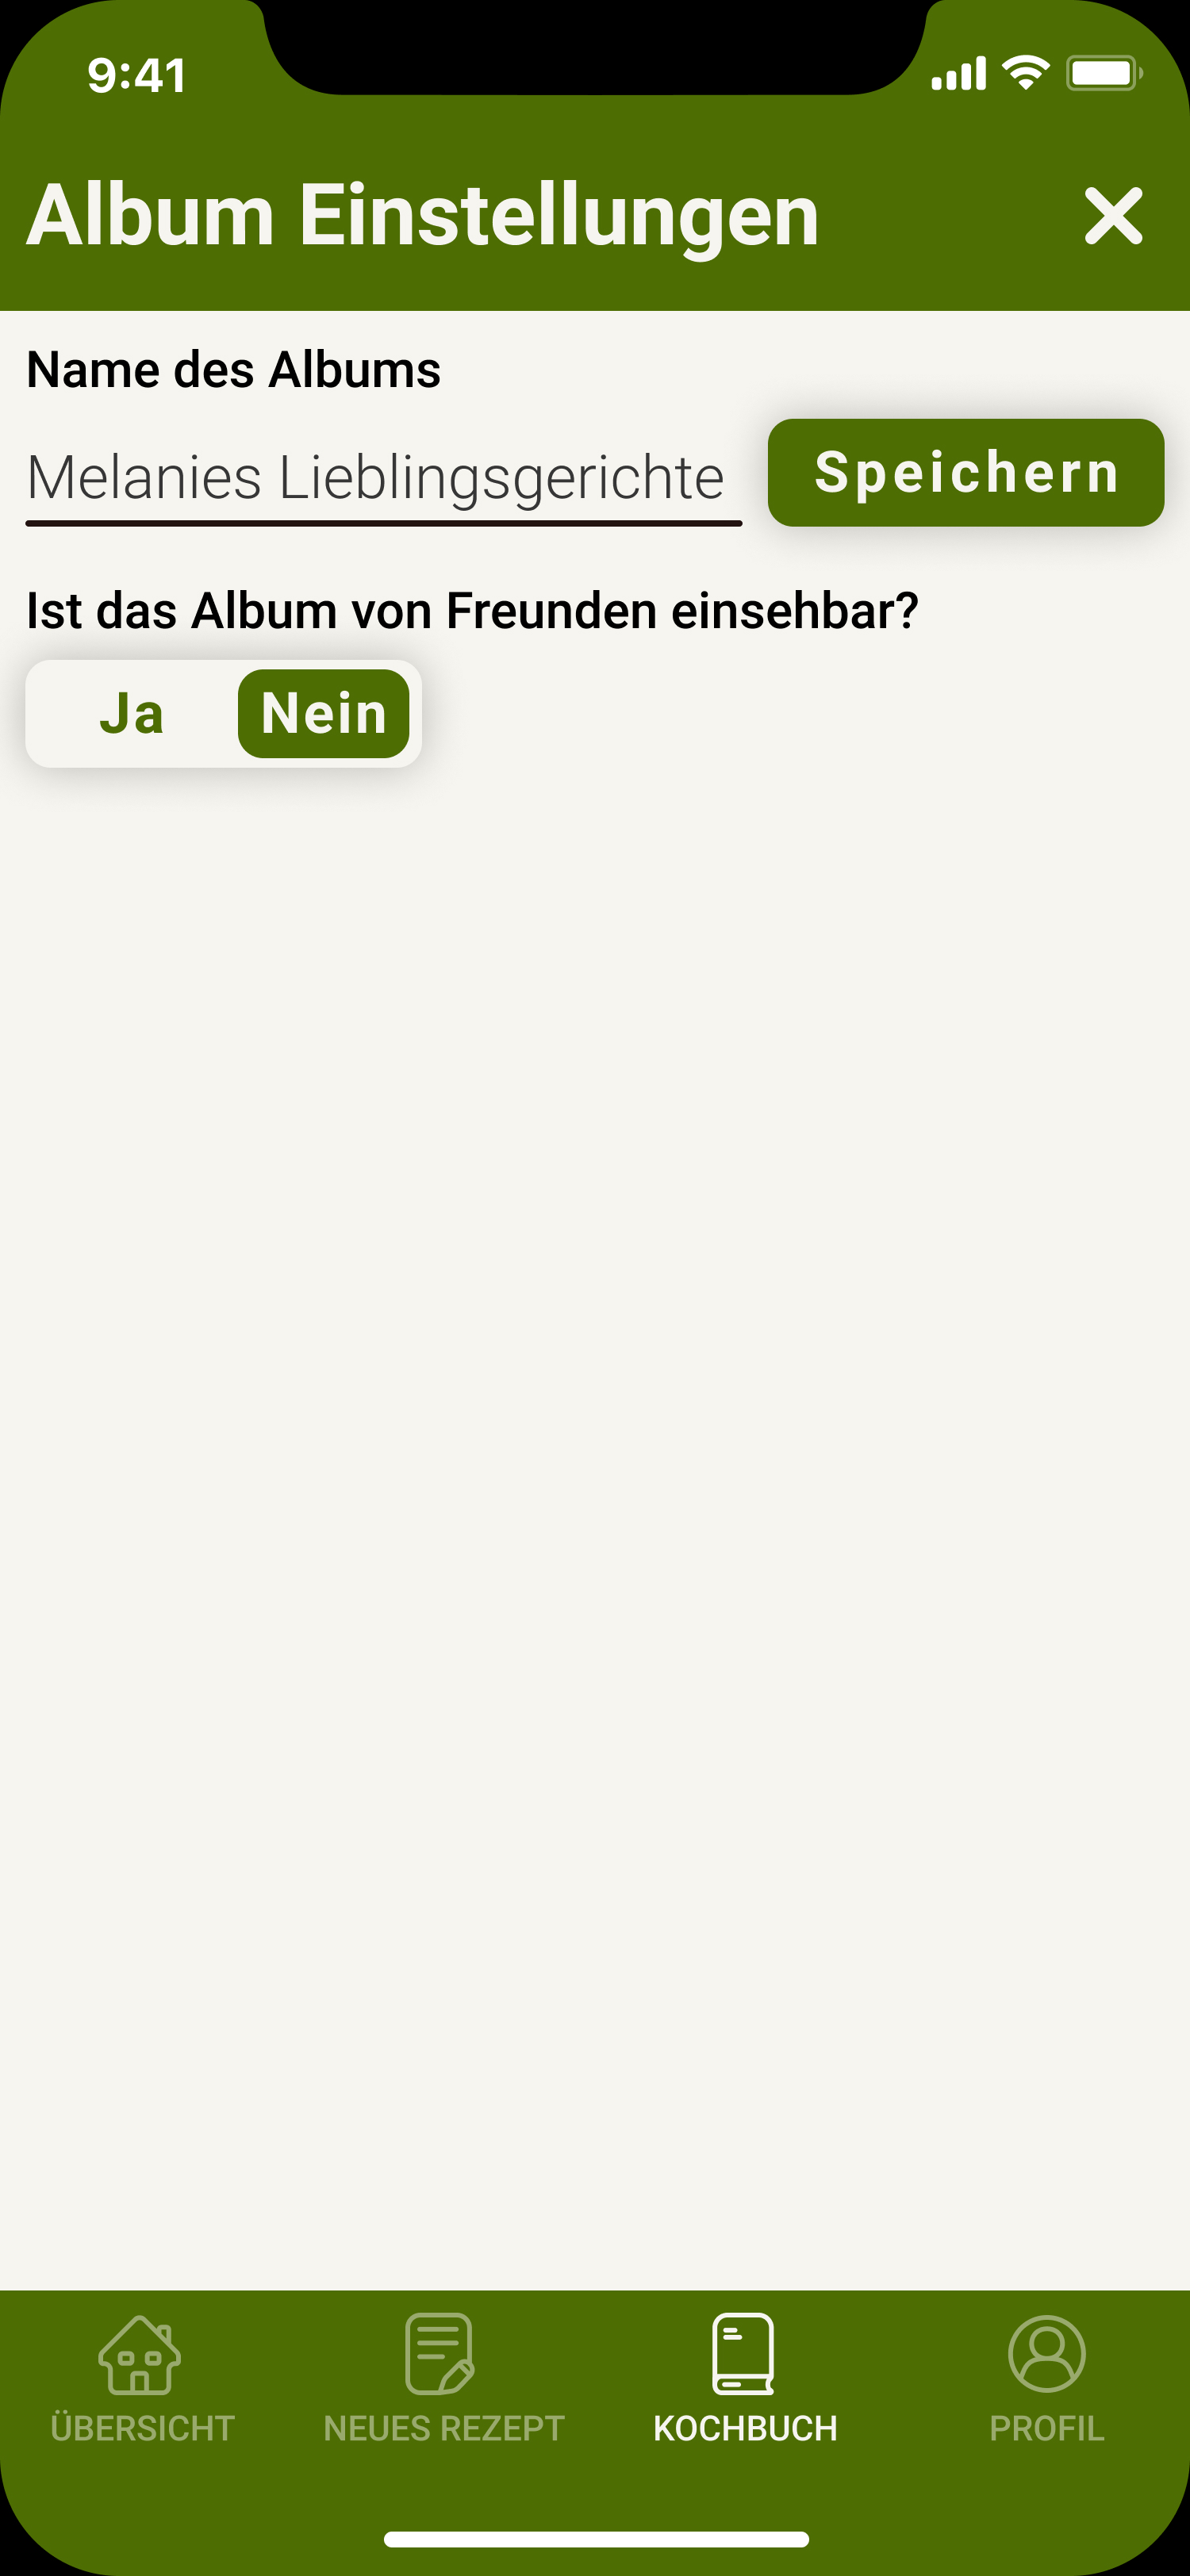 9:41
Album Einstellungen
Name des Albums
Melanies Lieblingsgerichte
Speichern
Ist das Album von Freunden einsehbar?
Ja Nein
ÜBERSICHT NEUES REZEPT KOCHBUCH PROFIL